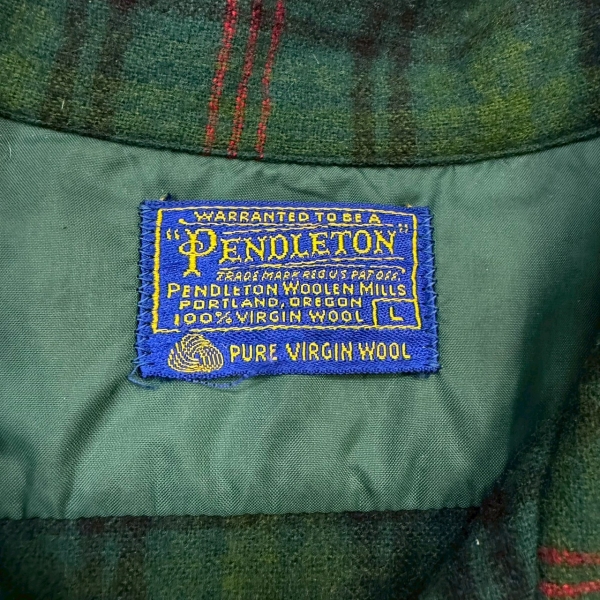 WARRANTED TO BE A
"PENDLETON"
TRADE MARK REG. U.S. PAT. OFF.
PENDLETON WOOLEN MILLS
PORTLAND, OREGON
100% VIRGIN WOOL L
PURE VIRGIN WOOL